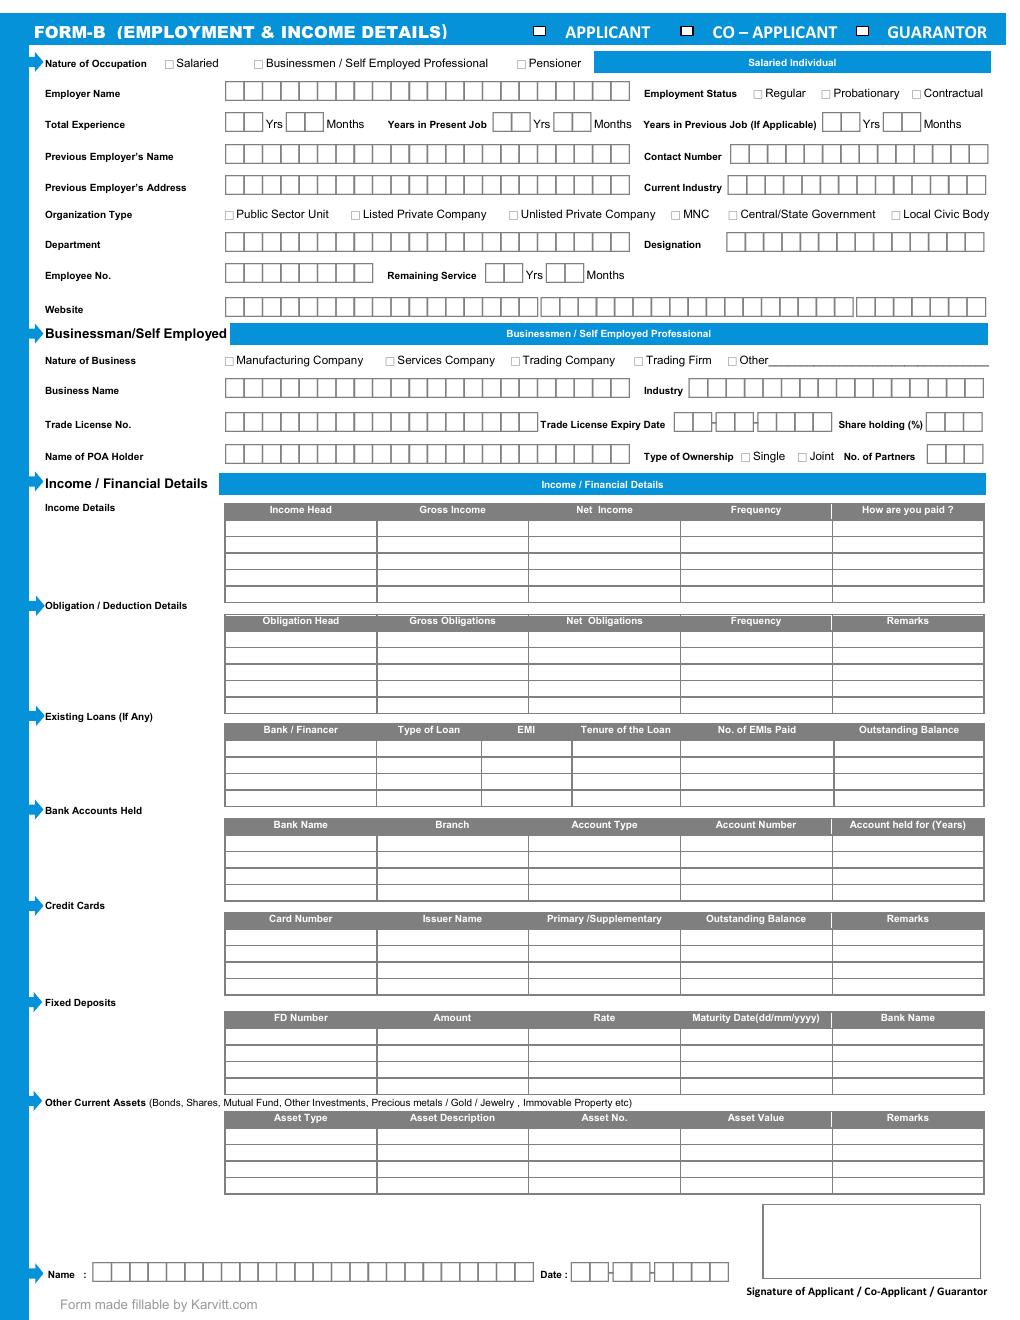 FORM-B (EMPLOYMENT & INCOME DETAILS) APPLICANT CO – APPLICANT GUARANTOR
Nature of Occupation Salaried Businessmen / Self Employed Professional Pensioner Salaried Individual
Employer Name Employment Status Regular Probationary Contractual
Total Experience Yrs Months Years in Present Job Yrs Months Years in Previous Job (If Applicable) Yrs Months
Previous Employer's Name Contact Number
Previous Employer's Address Current Industry
Organization Type Public Sector Unit Listed Private Company Unlisted Private Company MNC Central/State Government Local Civic Body
Department Designation
Employee No. Remaining Service Yrs Months
Website
Businessman/Self Employed Businessmen / Self Employed Professional
Nature of Business Manufacturing Company Services Company Trading Company Trading Firm Other
Business Name Industry
Trade License No. Trade License Expiry Date - - Share holding (%)
Name of POA Holder Type of Ownership Single Joint No. of Partners
Income / Financial Details Income / Financial Details
Income Details Income Head Gross Income Net Income Frequency How are you paid ?
Obligation / Deduction Details
Obligation Head Gross Obligations Net Obligations Frequency Remarks
Existing Loans (If Any)
Bank / Financer Type of Loan EMI Tenure of the Loan No. of EMIs Paid Outstanding Balance
Bank Accounts Held
Bank Name Branch Account Type Account Number Account held for (Years)
Credit Cards
Card Number Issuer Name Primary /Supplementary Outstanding Balance Remarks
Fixed Deposits
FD Number Amount Rate Maturity Date(dd/mm/yyyy) Bank Name
Other Current Assets (Bonds, Shares, Mutual Fund, Other Investments, Precious metals / Gold / Jewelry , Immovable Property etc)
Asset Type Asset Description Asset No. Asset Value Remarks
Name : Date : - -
Signature of Applicant / Co-Applicant / Guarantor
Form made fillable by Karvitt.com